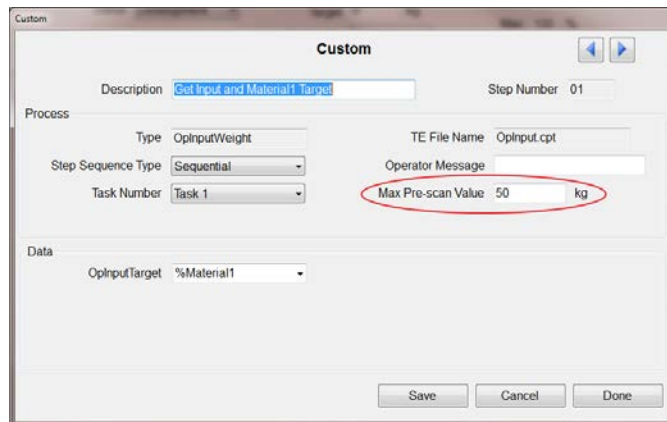 Custom
Custom
Description Get Input and Material1 Target Step Number 01
Process
Type OpInputWeight TE File Name OpInput.cpt
Step Sequence Type Sequential Operator Message
Task Number Task 1 Max Pre-scan Value 50 kg
Data
OpInputTarget %Material1
Save Cancel Done